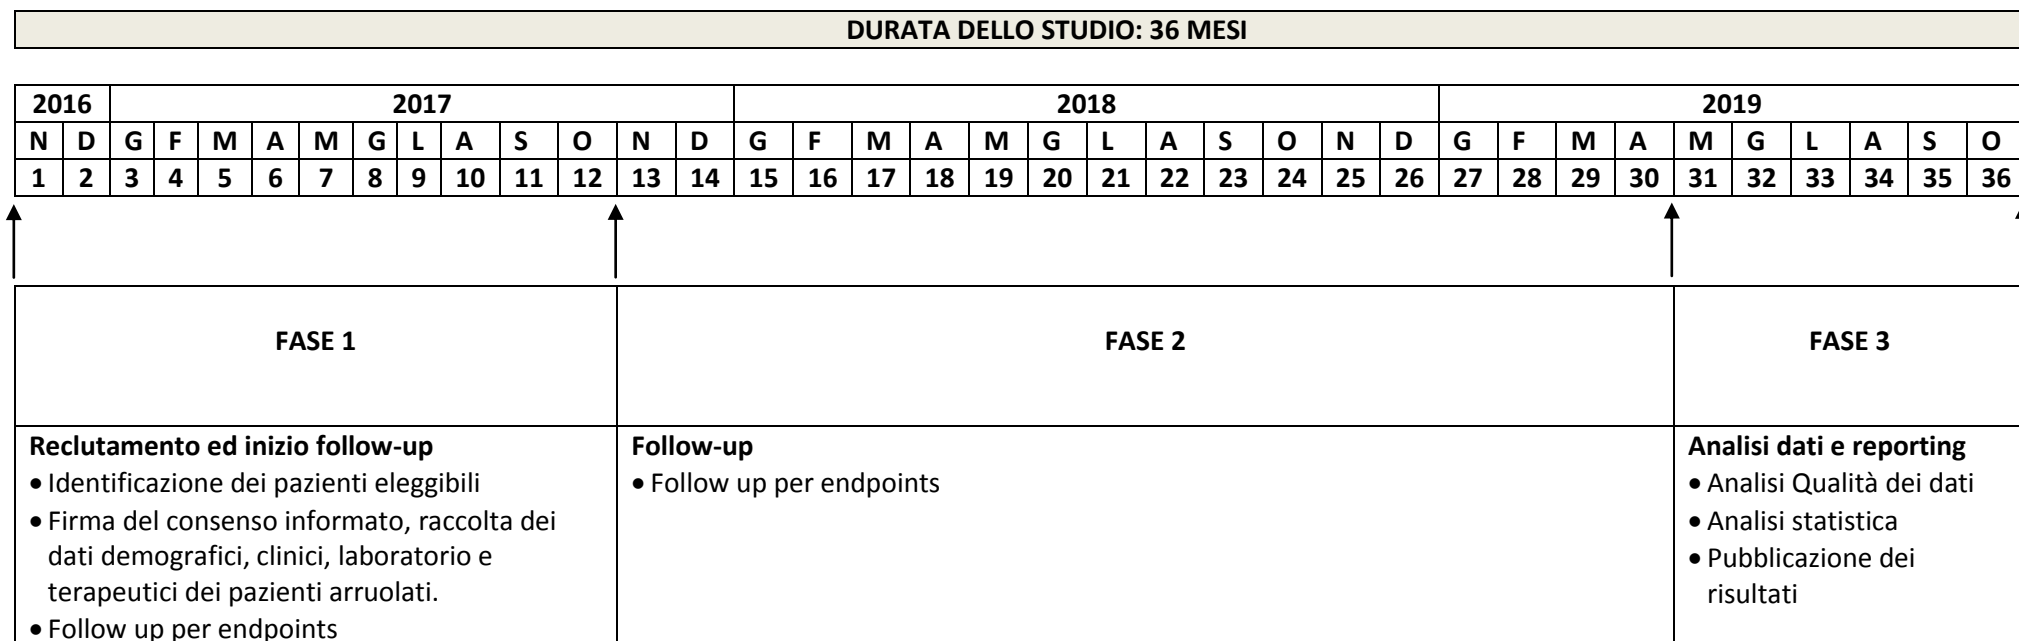 DURATA DELLO STUDIO: 36 MESI
2016 2017 2018 2019
N D G F M A M G L A S O N D G F M A M G L A S O N D G F M A M G L A S O
1 2 3 4 5 6 7 8 9 10 11 12 13 14 15 16 17 18 19 20 21 22 23 24 25 26 27 28 29 30 31 32 33 34 35 36
FASE 1 FASE 2 FASE 3
Reclutamento ed inizio follow-up
• Identificazione dei pazienti eleggibili
• Firma del consenso informato, raccolta dei
dati demografici, clinici, laboratorio e
terapeutici dei pazienti arruolati.
• Follow up per endpoints
Follow-up
• Follow up per endpoints
Analisi dati e reporting
• Analisi Qualità dei dati
• Analisi statistica
• Pubblicazione dei
risultati